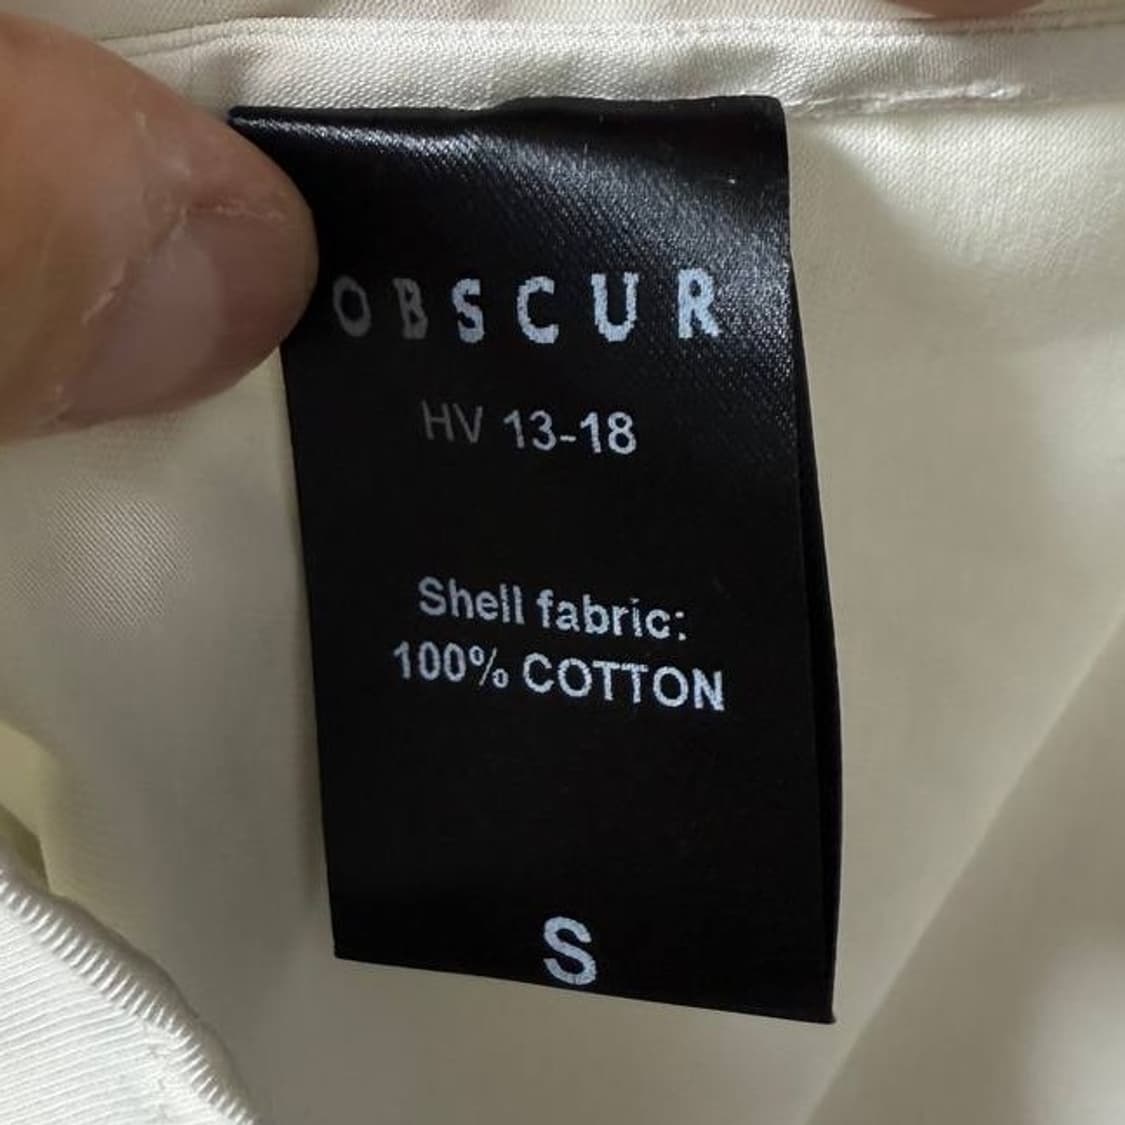 OBSCUR
HV 13-18
Shell fabric:
100% COTTON
S